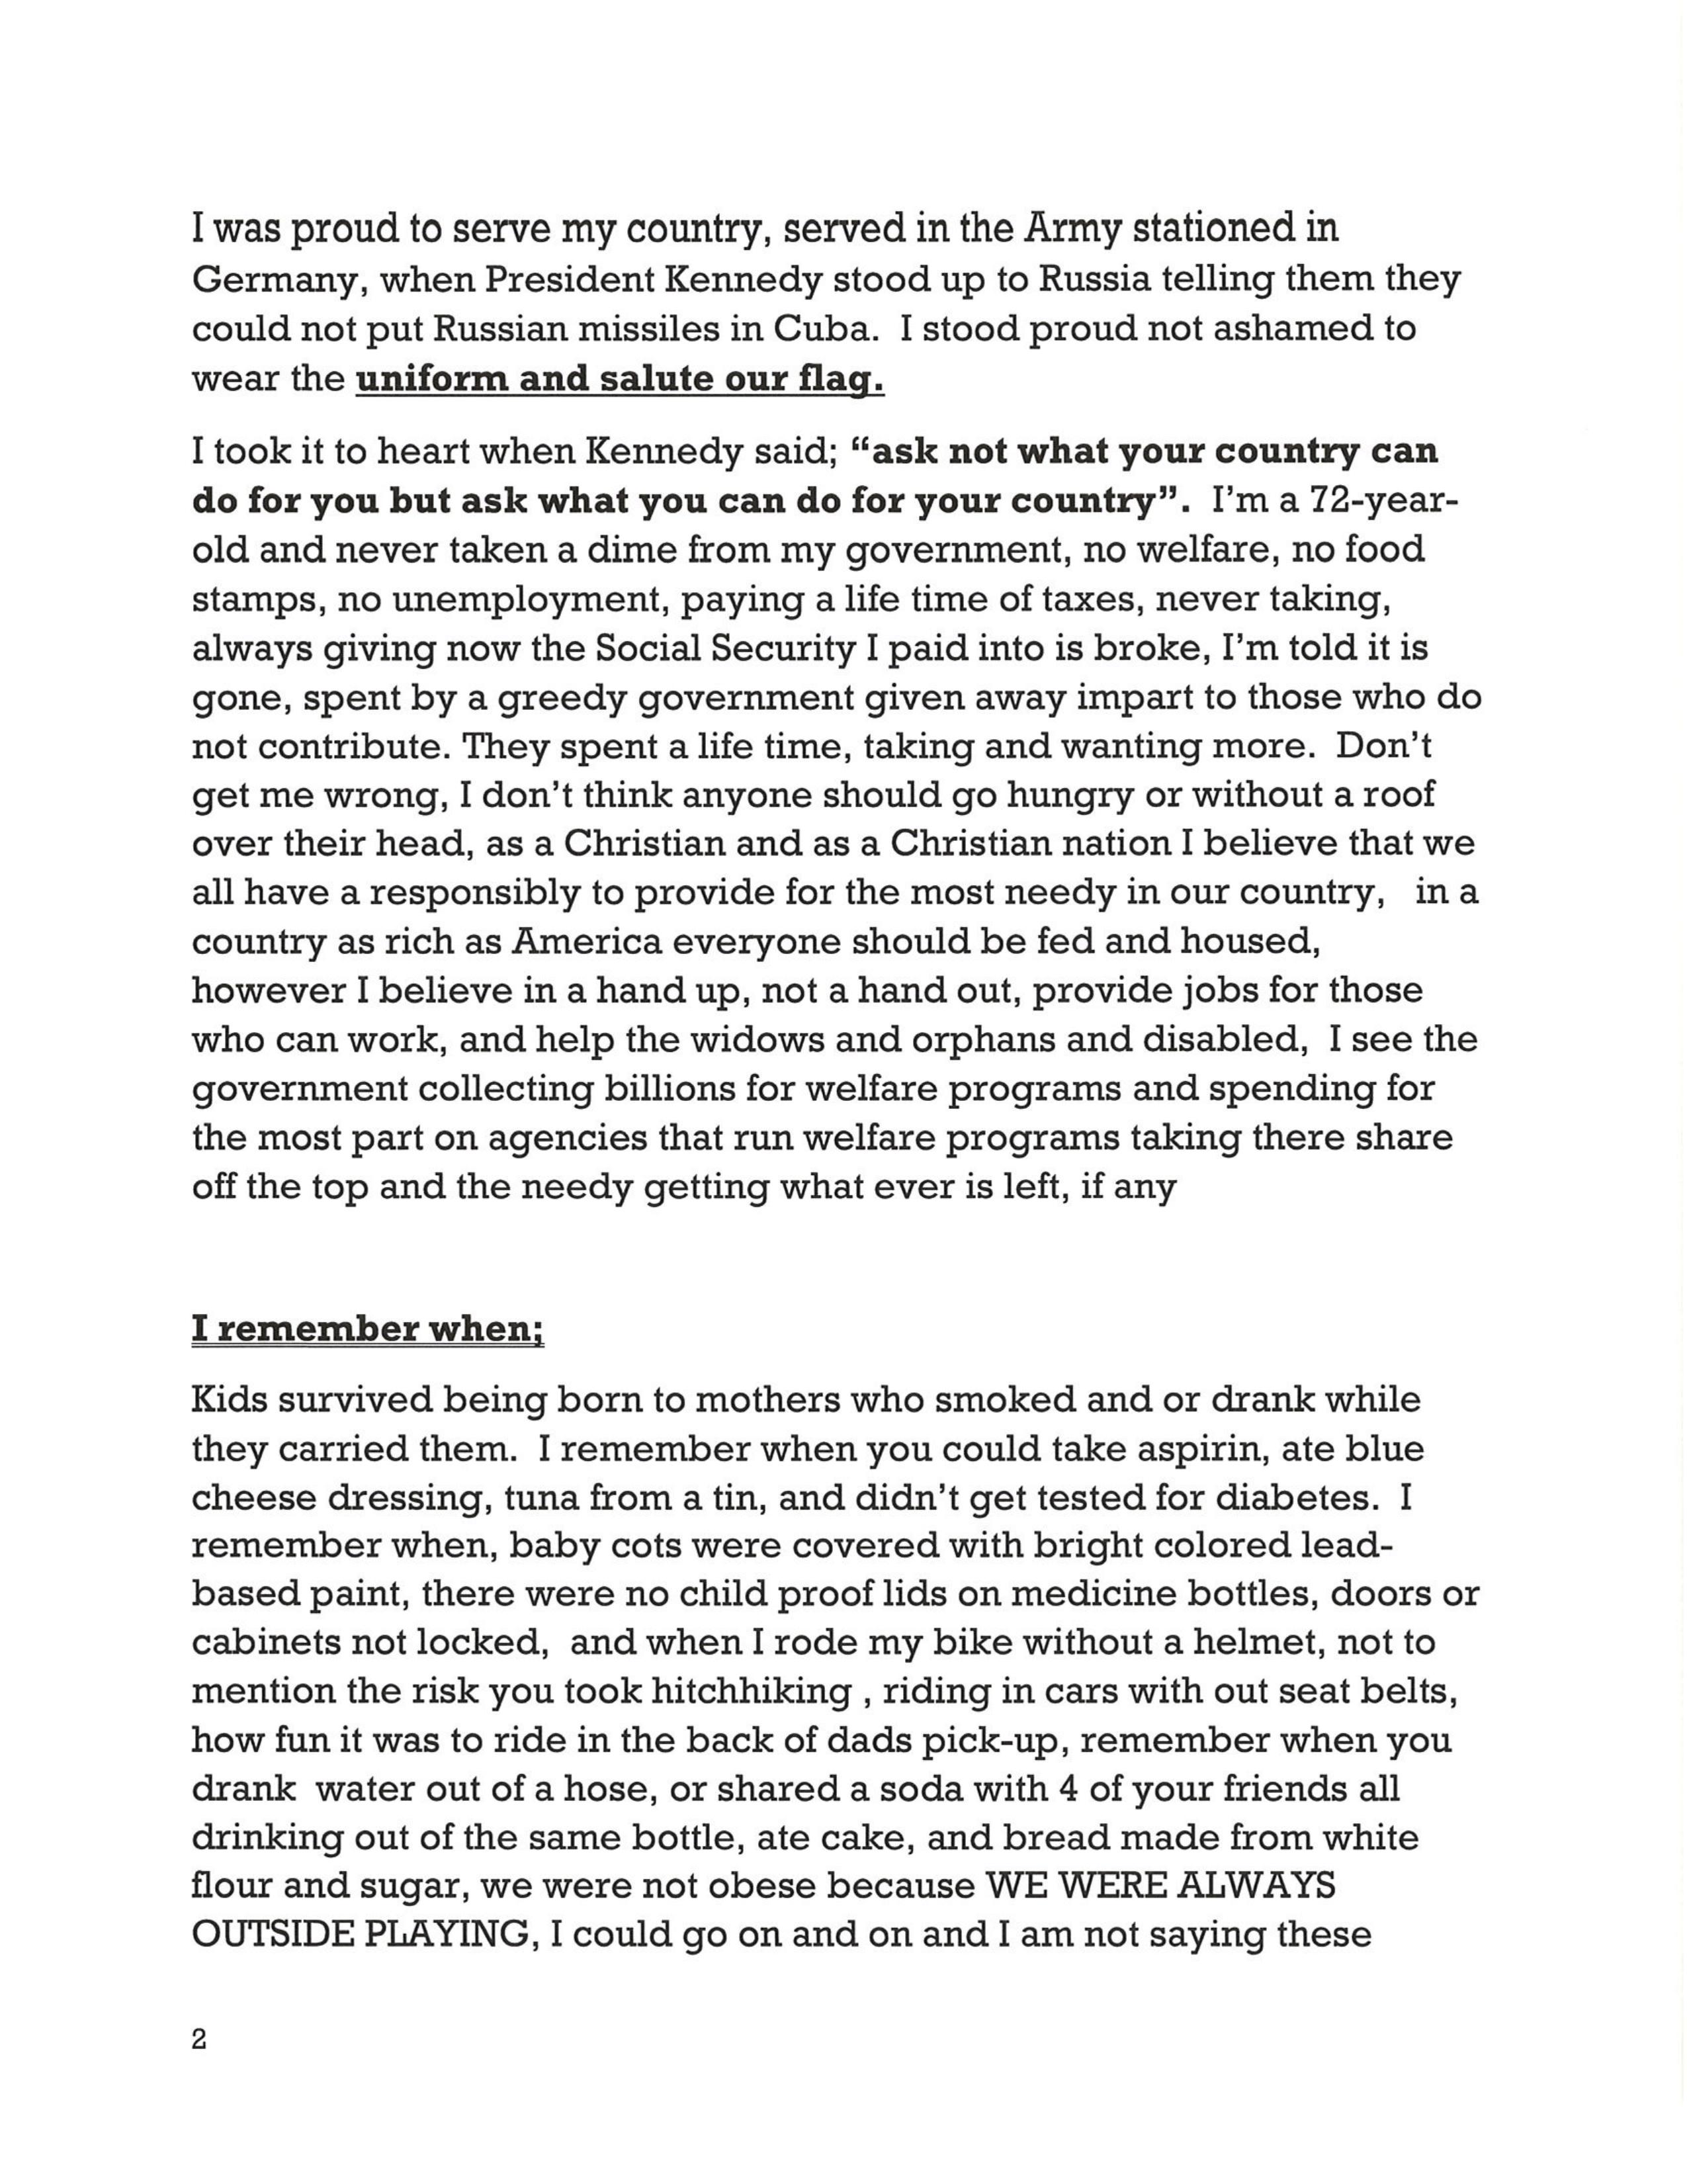 I was proud to serve my country, served in the Army stationed in
Germany, when President Kennedy stood up to Russia telling them they
could not put Russian missiles in Cuba.  I stood proud not ashamed to
wear the uniform and salute our flag.
I took it to heart when Kennedy said; “ask not what your country can
do for you but ask what you can do for your country”.  I’m a 72-year-
old and never taken a dime from my government, no welfare, no food
stamps, no unemployment, paying a life time of taxes, never taking,
always giving now the Social Security I paid into is broke, I’m told it is
gone, spent by a greedy government given away impart to those who do
not contribute. They spent a life time, taking and wanting more.  Don’t
get me wrong, I don’t think anyone should go hungry or without a roof
over their head, as a Christian and as a Christian nation I believe that we
all have a responsibly to provide for the most needy in our country,   in a
country as rich as America everyone should be fed and housed,
however I believe in a hand up, not a hand out, provide jobs for those
who can work, and help the widows and orphans and disabled,  I see the
government collecting billions for welfare programs and spending for
the most part on agencies that run welfare programs taking there share
off the top and the needy getting what ever is left, if any
I remember when;
Kids survived being born to mothers who smoked and or drank while
they carried them.  I remember when you could take aspirin, ate blue
cheese dressing, tuna from a tin, and didn’t get tested for diabetes.  I
remember when, baby cots were covered with bright colored lead-
based paint, there were no child proof lids on medicine bottles, doors or
cabinets not locked,  and when I rode my bike without a helmet, not to
mention the risk you took hitchhiking , riding in cars with out seat belts,
how fun it was to ride in the back of dads pick-up, remember when you
drank  water out of a hose, or shared a soda with 4 of your friends all
drinking out of the same bottle, ate cake, and bread made from white
flour and sugar, we were not obese because WE WERE ALWAYS
OUTSIDE PLAYING, I could go on and on and I am not saying these
2